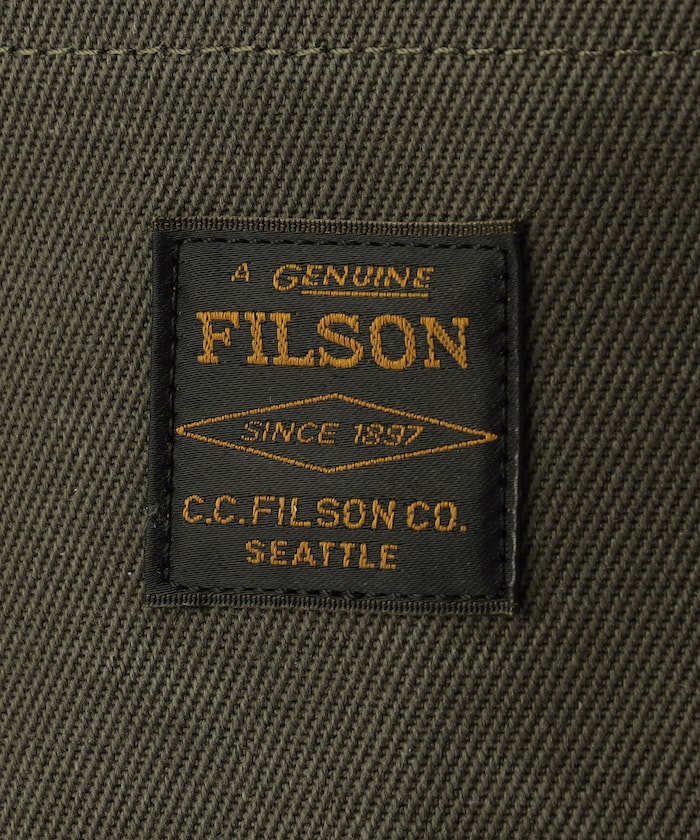 A GENUINE
FILSON
SINCE 1897
C.C.FILSON CO.
SEATTLE